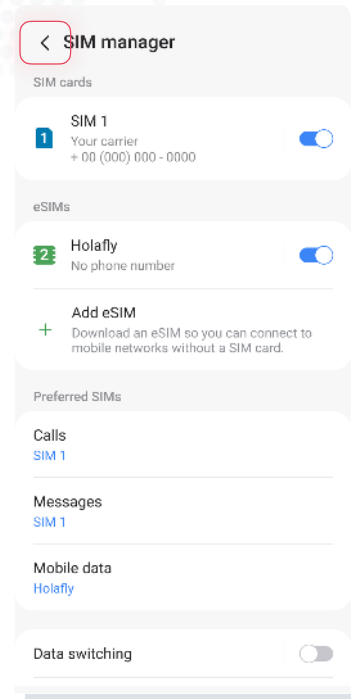 SIM manager
SIM cards
1
SIM 1
Your carrier
+ 00 (000) 000 - 0000
eSIMs
2
Holafly
No phone number
Add eSIM
Download an eSIM so you can connect to
mobile networks without a SIM card.
Preferred SIMs
Calls
SIM 1
Messages
SIM 1
Mobile data
Holafly
Data switching